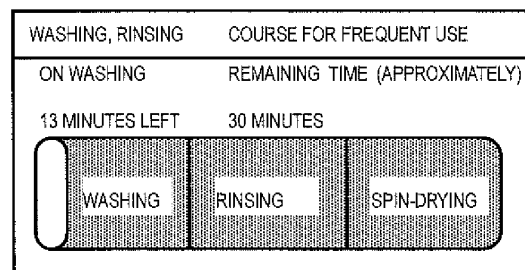 WASHING, RINSING COURSE FOR FREQUENT USE
ON WASHING REMAINING TIME (APPROXIMATELY)
13 MINUTES LEFT 30 MINUTES
WASHING RINSING SPIN-DRYING